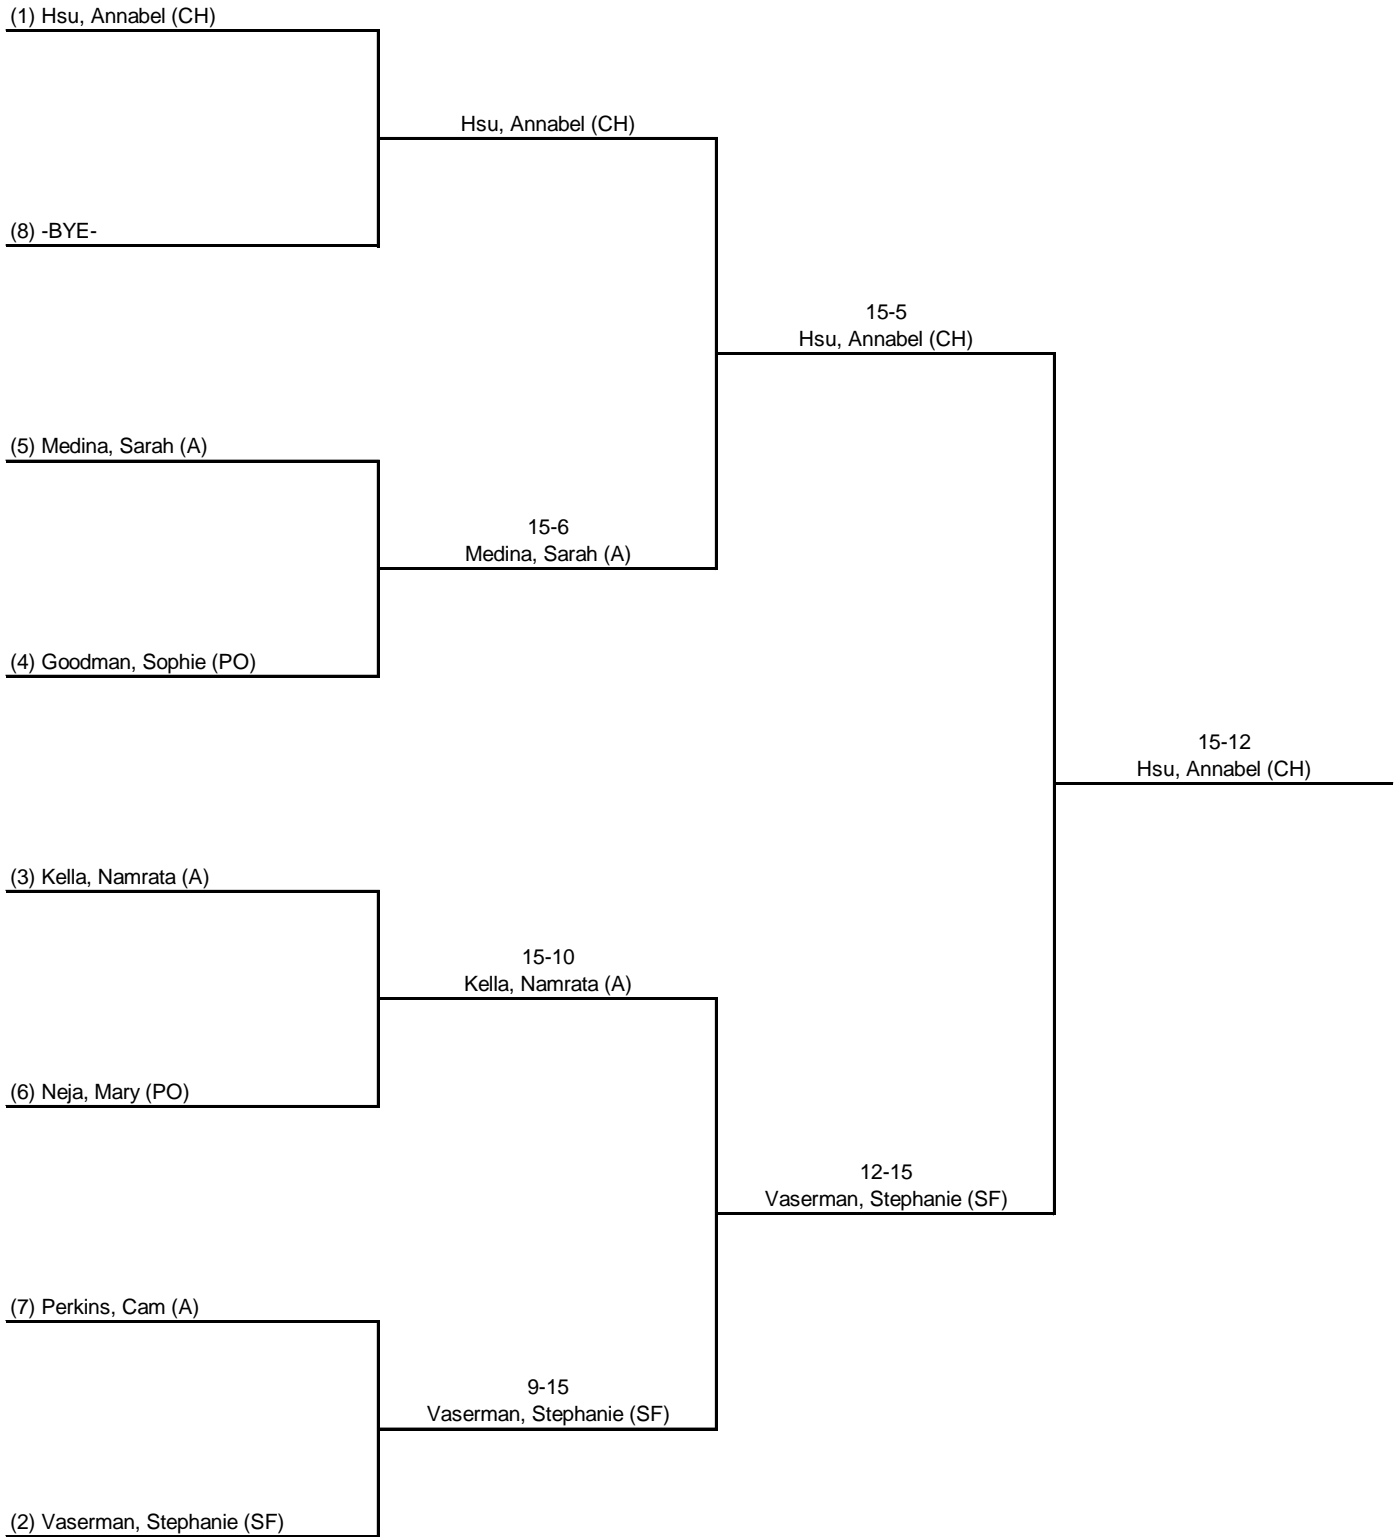 (1) Hsu, Annabel (CH)
Hsu, Annabel (CH)
(8) -BYE-
15-5
Hsu, Annabel (CH)
(5) Medina, Sarah (A)
15-6
Medina, Sarah (A)
(4) Goodman, Sophie (PO)
15-12
Hsu, Annabel (CH)
(3) Kella, Namrata (A)
15-10
Kella, Namrata (A)
(6) Neja, Mary (PO)
12-15
Vaserman, Stephanie (SF)
(7) Perkins, Cam (A)
9-15
Vaserman, Stephanie (SF)
(2) Vaserman, Stephanie (SF)